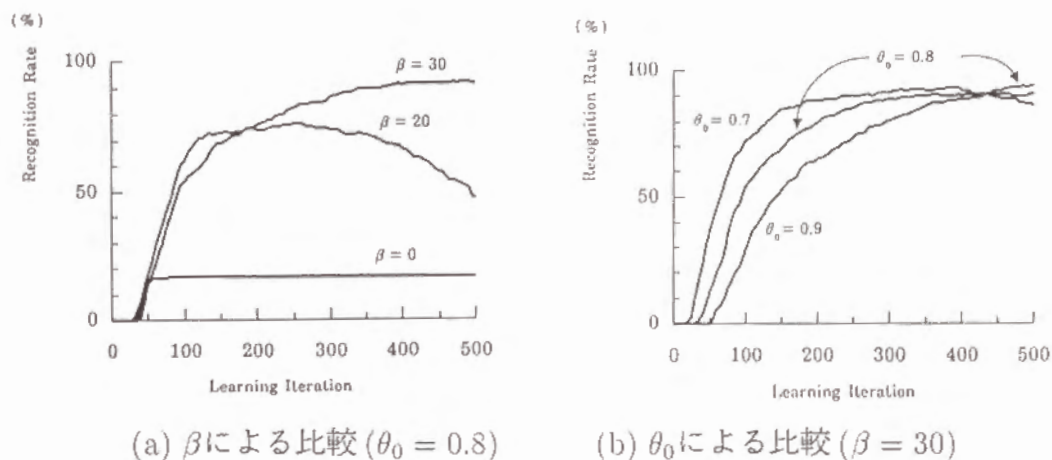 (%)
Recognition Rate
100
50
0
β = 30
β = 20
β = 0
0 100 200 300 400 500
Learning Iteration
(a) βによる比較(θ₀ = 0.8)
(%)
Recognition Rate
100
50
0
θ₀ = 0.8
θ₀ = 0.7
θ₀ = 0.9
0 100 200 300 400 500
Learning Iteration
(b) θ₀による比較(β = 30)